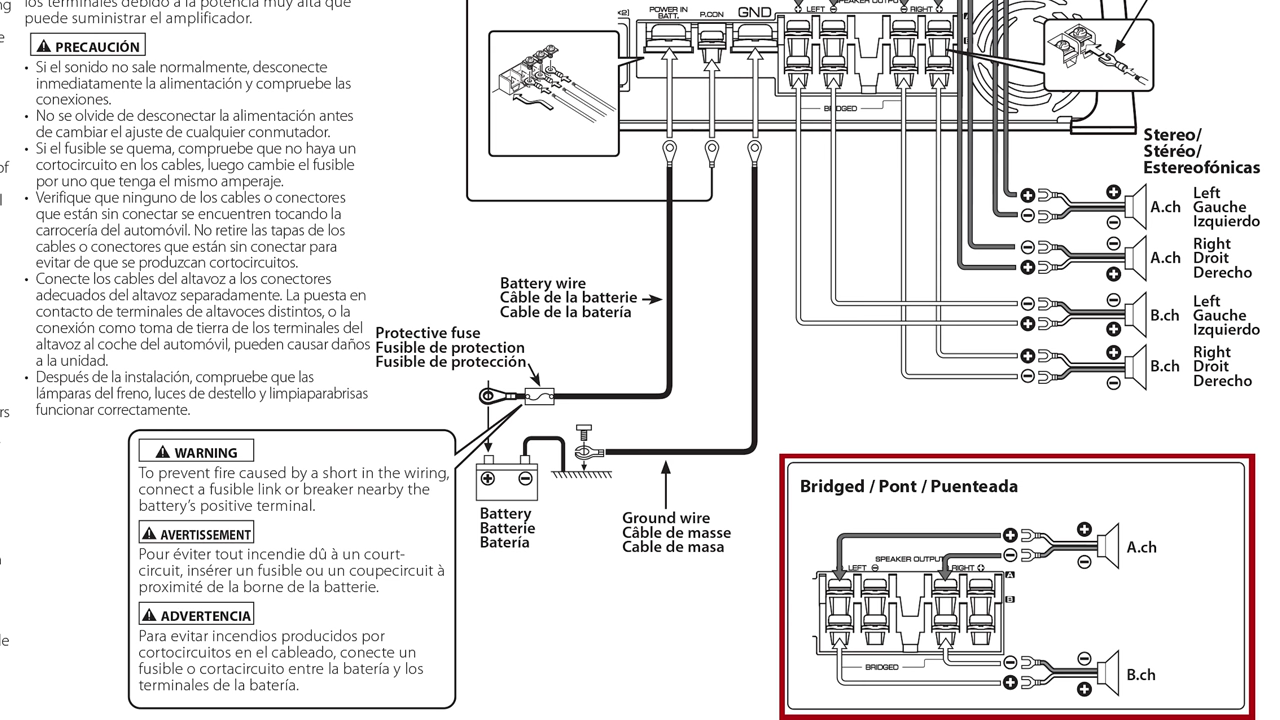 los terminales debido a la potencia muy alta que
puede suministrar el amplificador.
PRECAUCIÓN
• Si el sonido no sale normalmente, desconecte
inmediatamente la alimentación y compruebe las
conexiones.
• No se olvide de desconectar la alimentación antes
de cambiar el ajuste de cualquier conmutador.
• Si el fusible se quema, compruebe que no haya un
cortocircuito en los cables, luego cambie el fusible
por uno que tenga el mismo amperaje.
• Verifique que ninguno de los cables o conectores
que están sin conectar se encuentren tocando la
carrocería del automóvil. No retire las tapas de los
cables o conectores que están sin conectar para
evitar de que se produzcan cortocircuitos.
• Conecte los cables del altavoz a los conectores
adecuados del altavoz separadamente. La puesta en
contacto de terminales de altavoces distintos, o la
conexión como toma de tierra de los terminales del
altavoz al coche del automóvil, pueden causar daños
a la unidad.
• Después de la instalación, compruebe que las
lámparas del freno, luces de destello y limpiaparabrisas
funcionar correctamente.
WARNING
To prevent fire caused by a short in the wiring,
connect a fusible link or breaker nearby the
battery's positive terminal.
AVERTISSEMENT
Pour éviter tout incendie dû à un court-
circuit, insérer un fusible ou un coupecircuit à
proximité de la borne de la batterie.
ADVERTENCIA
Para evitar incendios producidos por
cortocircuitos en el cableado, conecte un
fusible o cortacircuito entre la batería y los
terminales de la batería.
POWER IN
BATT.
P.CON
GND
LEFT
RIGHT
BRIDGED
Battery wire
Câble de la batterie
Cable de la batería
Protective fuse
Fusible de protection
Fusible de protección
Battery
Batterie
Batería
Ground wire
Câble de masse
Cable de masa
Stereo/
Stéréo/
Estereofónicas
A.ch
Left
Gauche
Izquierdo
A.ch
Right
Droit
Derecho
B.ch
Left
Gauche
Izquierdo
B.ch
Right
Droit
Derecho
Bridged / Pont / Puenteada
SPEAKER OUTPUT
LEFT
RIGHT
A
B
BRIDGED
A.ch
B.ch